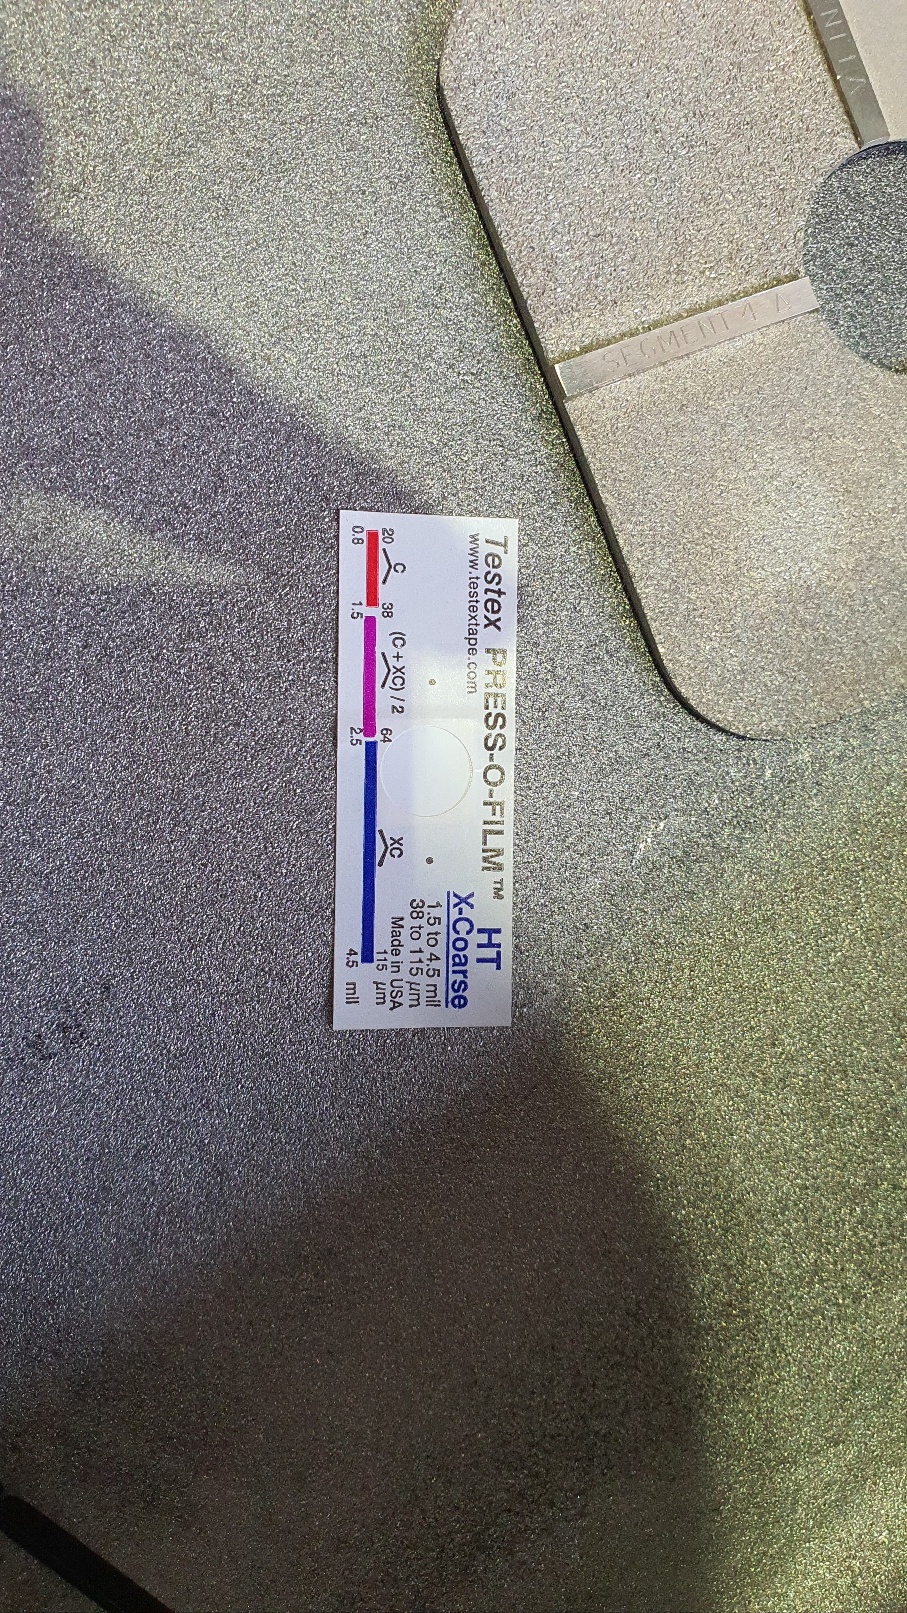 Testex PRESS-O-FILM™ HT
www.testextape.com
X-Coarse
1.5 to 4.5 mil
38 to 115 µm
Made in USA
C
(C+XC) / 2
XC
20 38 64 115 µm
0.8 1.5 2.5 4.5 mil
SEGMENT 1 A